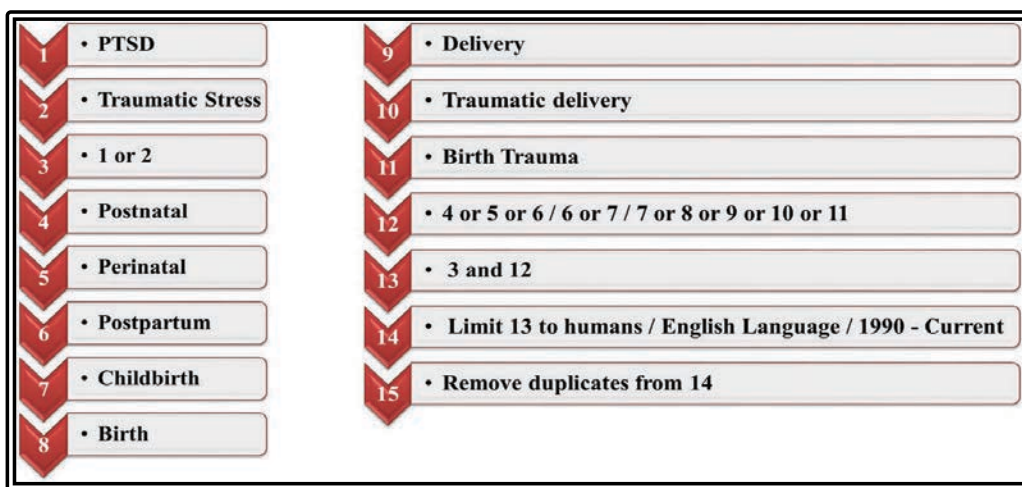 1 • PTSD
2 • Traumatic Stress
3 • 1 or 2
4 • Postnatal
5 • Perinatal
6 • Postpartum
7 • Childbirth
8 • Birth
9 • Delivery
10 • Traumatic delivery
11 • Birth Trauma
12 • 4 or 5 or 6 / 6 or 7 / 7 or 8 or 9 or 10 or 11
13 • 3 and 12
14 • Limit 13 to humans / English Language / 1990 - Current
15 • Remove duplicates from 14